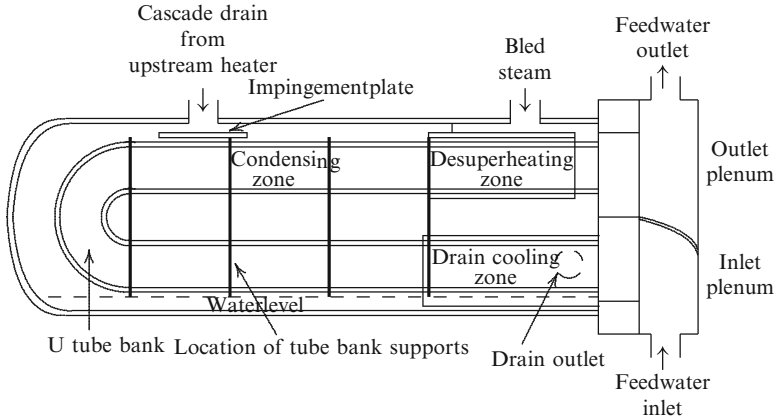 Cascade drain
from
upstream heater
Impingementplate
Bled
steam
Feedwater
outlet
Condensing
zone
Desuperheating
zone
Outlet
plenum
Drain cooling
zone
Inlet
plenum
Waterlevel
U tube bank
Location of tube bank supports
Drain outlet
Feedwater
inlet